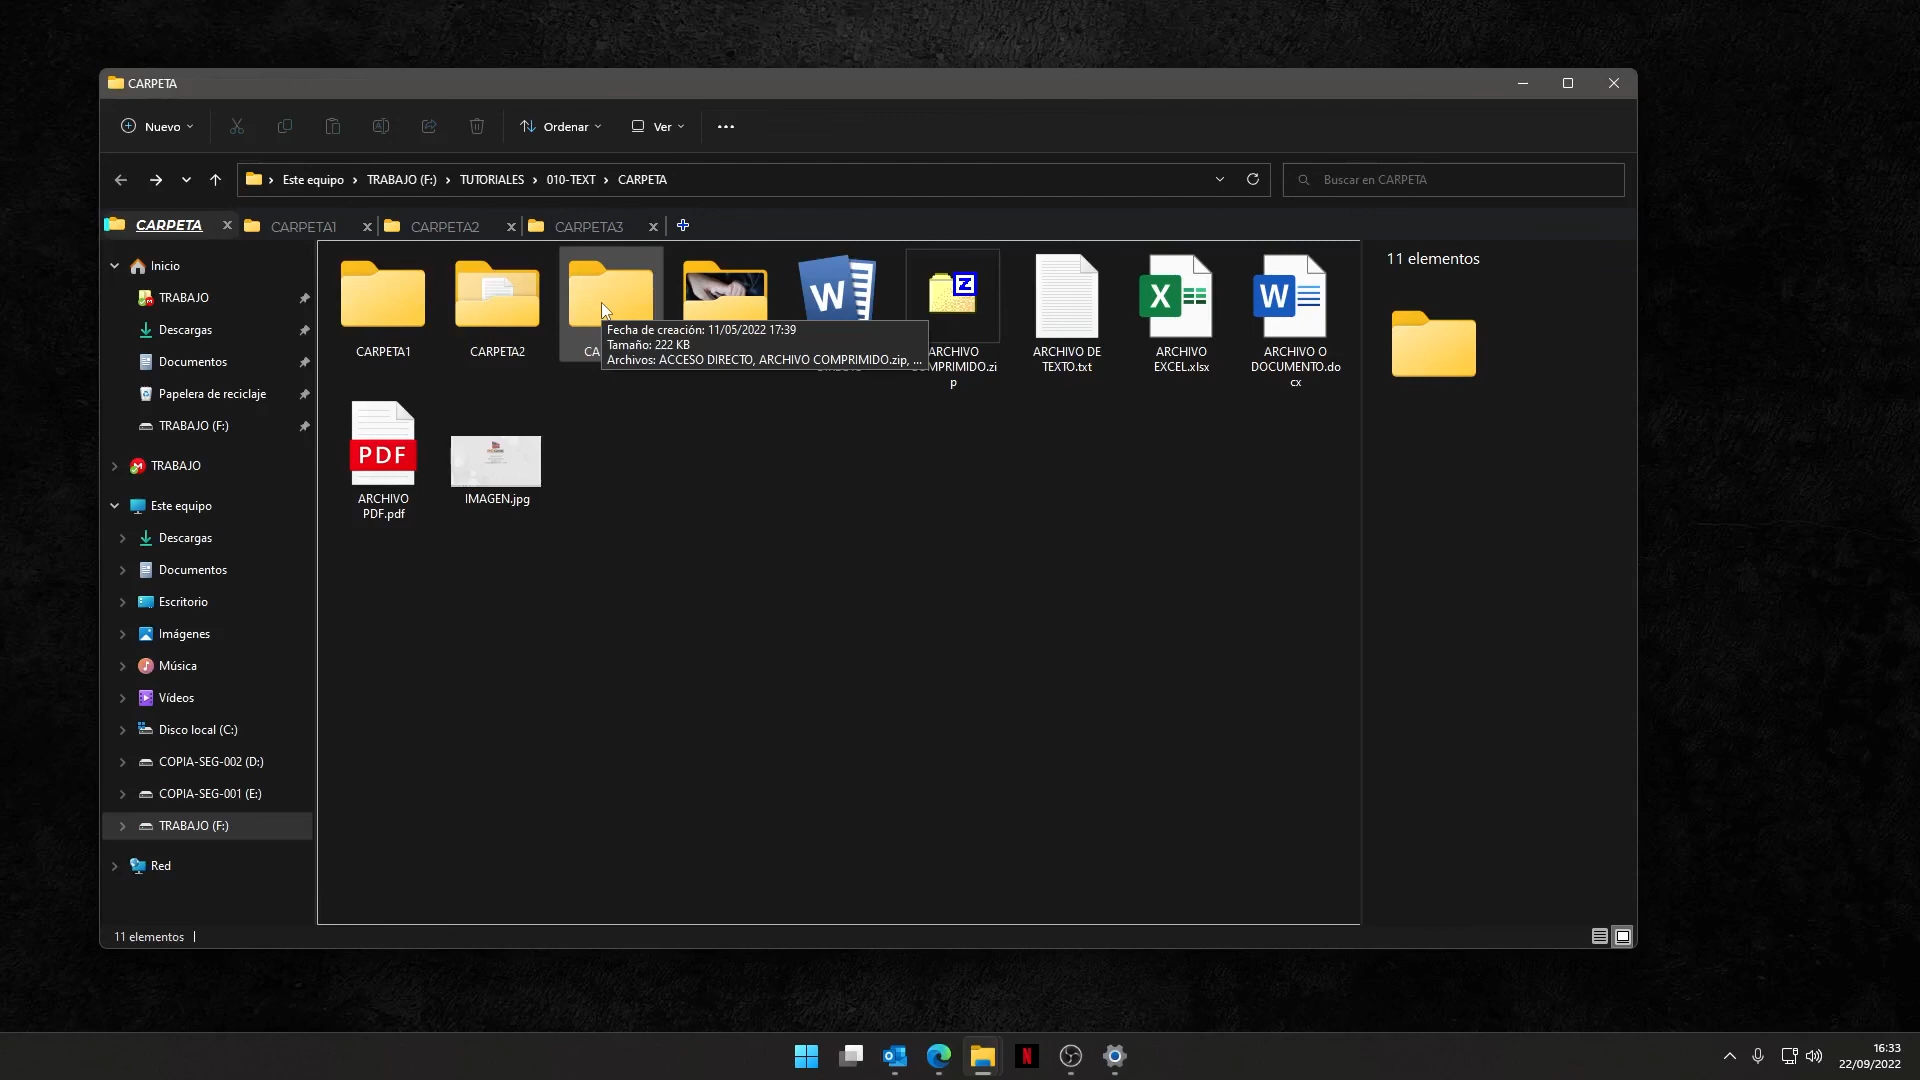 CARPETA
Nuevo
Ordenar
Ver
Este equipo
TRABAJO (F:)
TUTORIALES
010-TEXT
CARPETA
Buscar en CARPETA
CARPETA
CARPETA1
CARPETA2
CARPETA3
Inicio
TRABAJO
Descargas
Documentos
Papelera de reciclaje
TRABAJO (F:)
TRABAJO
Este equipo
Descargas
Documentos
Escritorio
Imágenes
Música
Vídeos
Disco local (C:)
COPIA-SEG-002 (D:)
COPIA-SEG-001 (E:)
TRABAJO (F:)
Red
CARPETA1
CARPETA2
Fecha de creación: 11/05/2022 17:39
Tamaño: 222 KB
Archivos: ACCESO DIRECTO, ARCHIVO COMPRIMIDO.zip, ...
W
Z
ARCHIVO
OMPRIMIDO.zi
p
ARCHIVO DE
TEXTO.txt
X
ARCHIVO
EXCEL.xlsx
W
ARCHIVO O
DOCUMENTO.do
cx
PDF
ARCHIVO
PDF.pdf
IMAGEN.jpg
11 elementos
11 elementos
N
16:33
22/09/2022